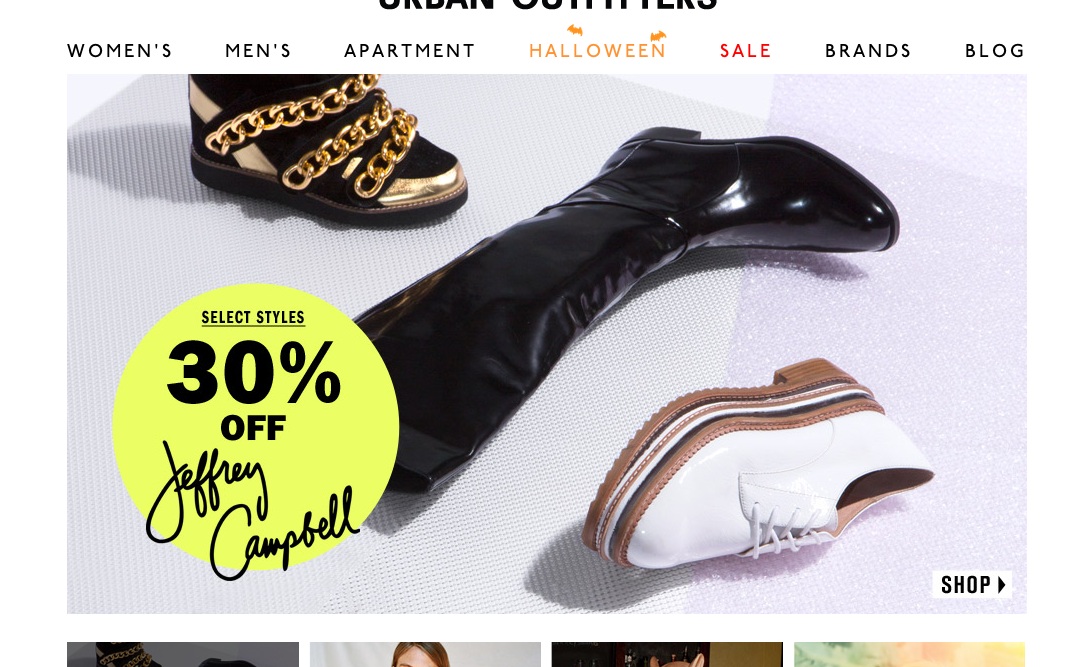 URBAN OUTFITTERS
WOMEN'S MEN'S APARTMENT HALLOWEEN SALE BRANDS BLOG
SELECT STYLES
30%
OFF
Jeffrey
Campbell
SHOP